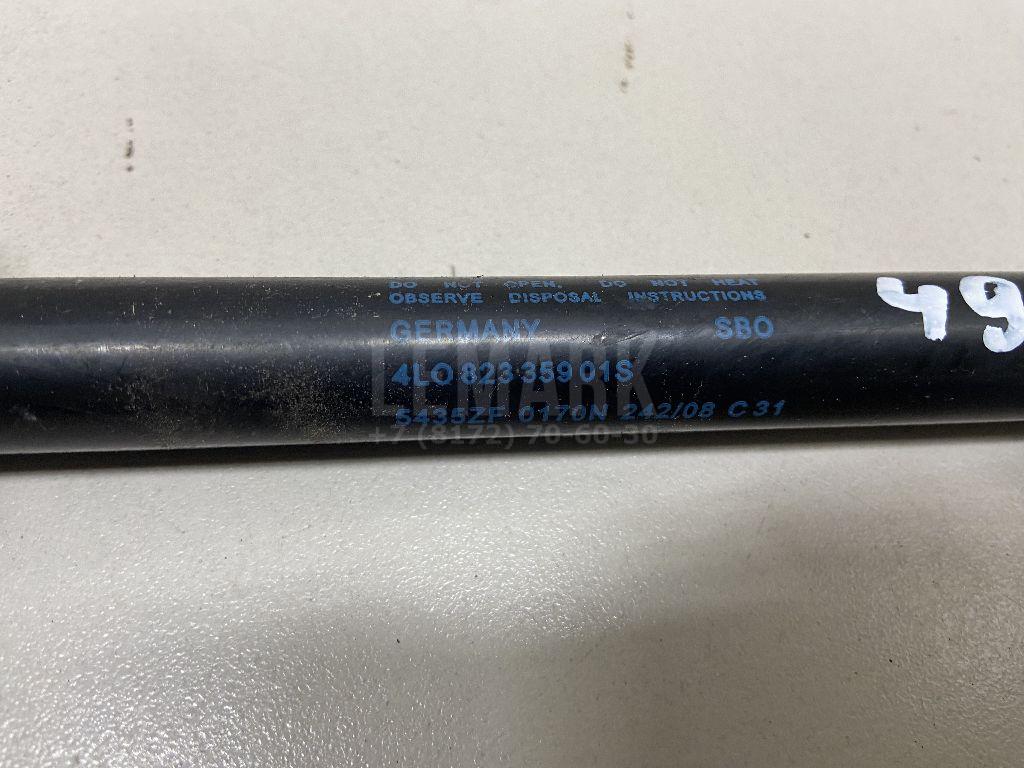 DO NOT OPEN. DO NOT HEAT
OBSERVE DISPOSAL INSTRUCTIONS
GERMANY SBO
4L0 823 359 01S
5435ZF 0170N 242/08 C 31
49
LEMARK
+7 (8172) 70-60-30